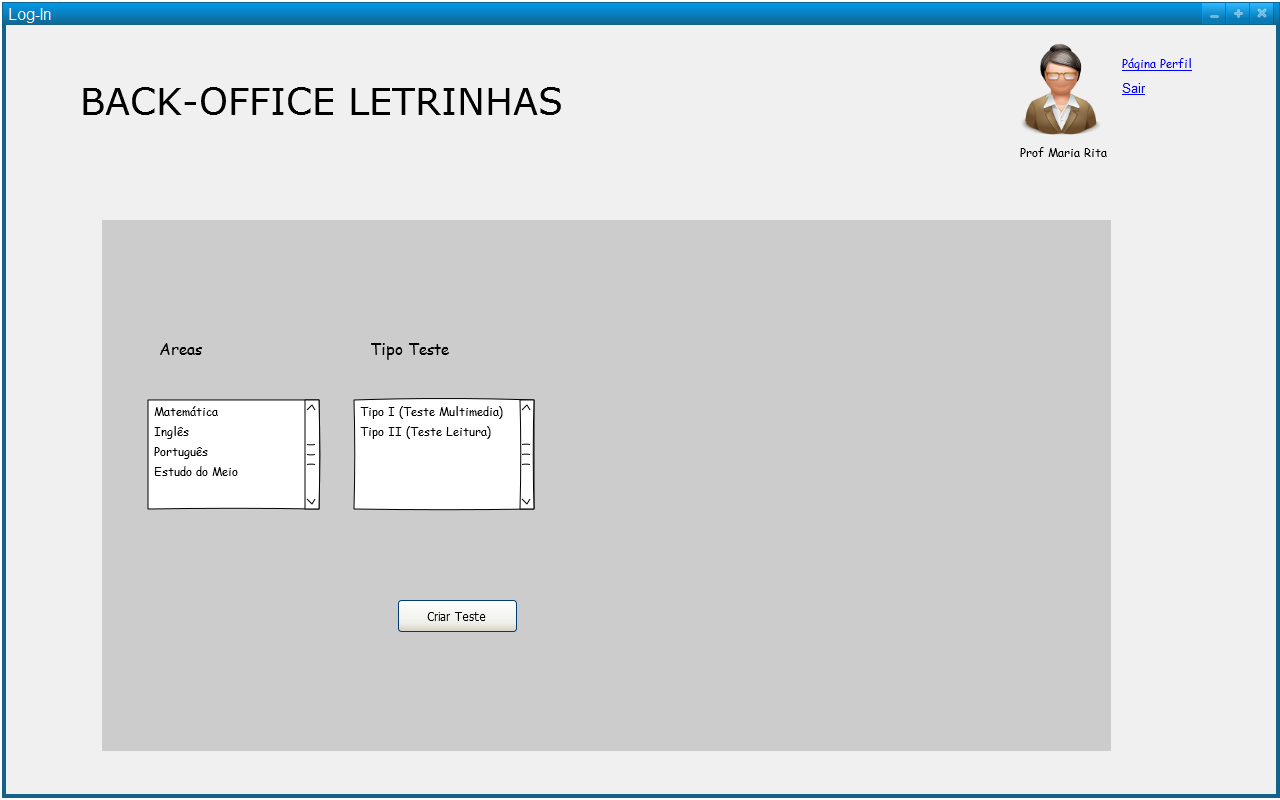 Log-In
Página Perfil
Sair
BACK-OFFICE LETRINHAS
Prof Maria Rita
Areas
Tipo Teste
Matemática
Inglês
Português
Estudo do Meio
Tipo I (Teste Multimedia)
Tipo II (Teste Leitura)
Criar Teste